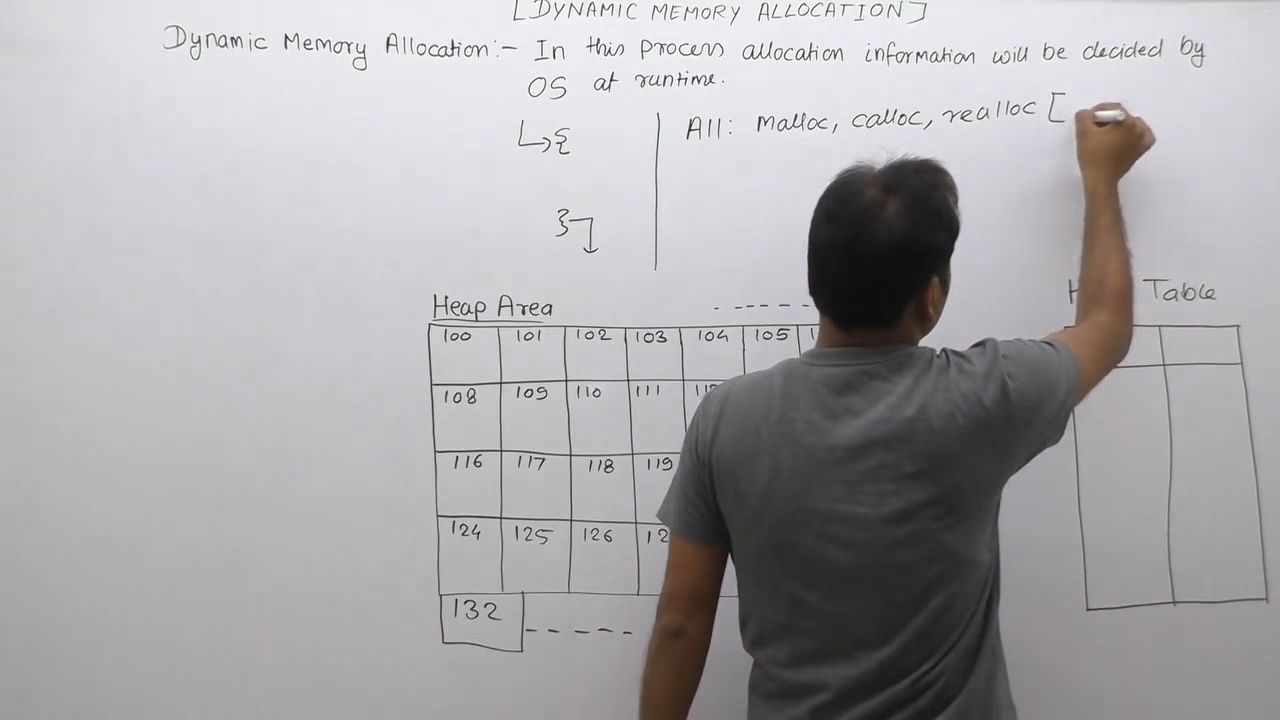 [DYNAMIC MEMORY ALLOCATION]
Dynamic Memory Allocation:- In this process allocation information will be decided by
OS at runtime.
All: malloc, calloc, realloc [
{
}
Heap Area
Table
100 101 102 103 104 105
108 109 110 111
116 117 118 119
124 125 126
132